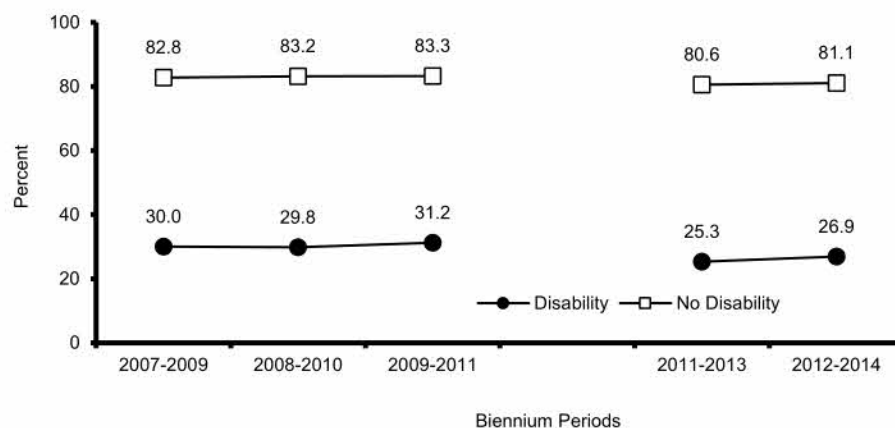 100
82.8 83.2 83.3 80.6 81.1
80
60
Percent
40
30.0 29.8 31.2 25.3 26.9
20
Disability No Disability
0
2007-2009 2008-2010 2009-2011 2011-2013 2012-2014
Biennium Periods